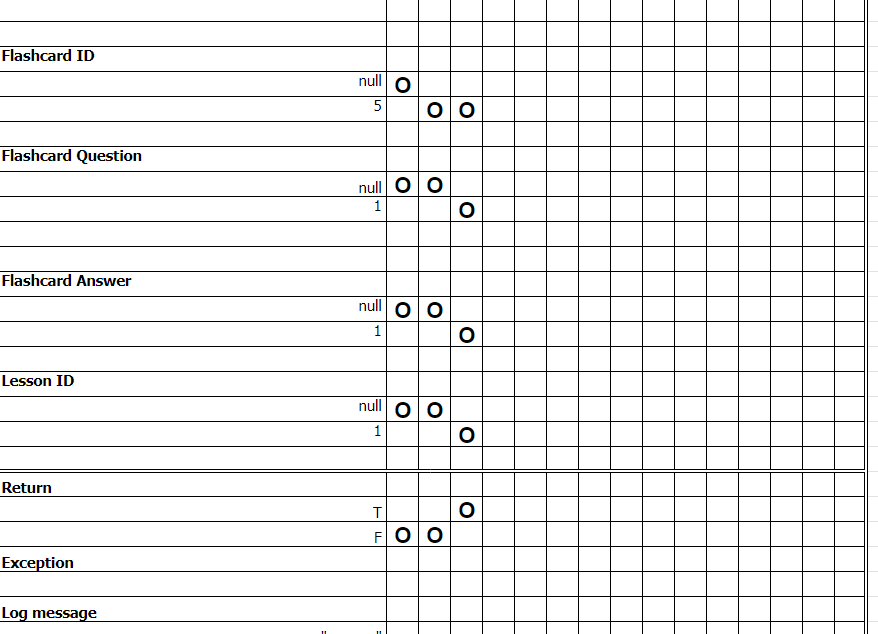 Flashcard ID
null O
5 O O
Flashcard Question
null O O
1 O
Flashcard Answer
null O O
1 O
Lesson ID
null O O
1 O
Return
T O
F O O
Exception
Log message